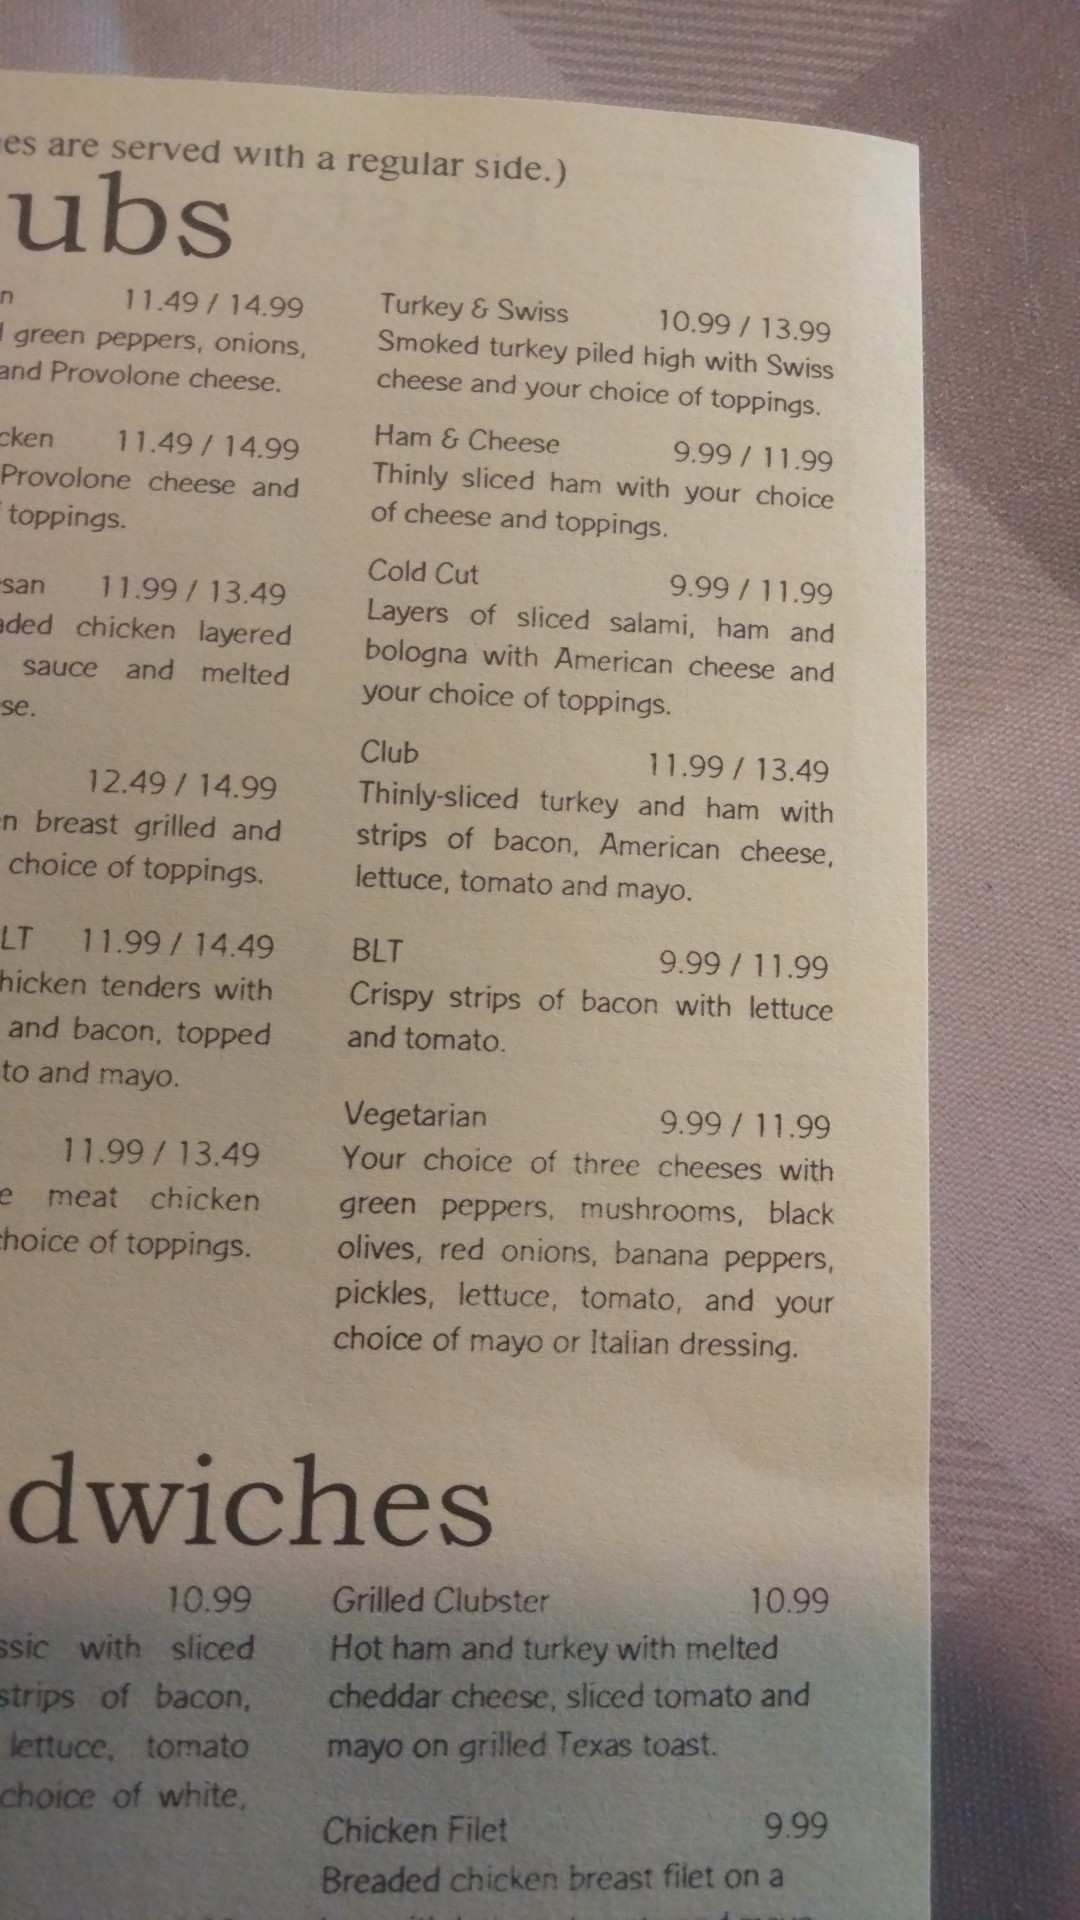 are served with a regular side.)
ubs
11.49 / 14.99
green peppers, onions,
and Provolone cheese.
11.49 / 14.99
Provolone cheese and
toppings.
11.99 / 13.49
chicken layered
sauce and melted
12.49 / 14.99
breast grilled and
choice of toppings.
LT 11.99 / 14.49
hicken tenders with
and bacon, topped
to and mayo.
11.99 / 13.49
meat chicken
choice of toppings.
Turkey & Swiss 10.99 / 13.99
Smoked turkey piled high with Swiss
cheese and your choice of toppings.
Ham & Cheese 9.99 / 11.99
Thinly sliced ham with your choice
of cheese and toppings.
Cold Cut 9.99 / 11.99
Layers of sliced salami, ham and
bologna with American cheese and
your choice of toppings.
Club 11.99 / 13.49
Thinly-sliced turkey and ham with
strips of bacon, American cheese,
lettuce, tomato and mayo.
BLT 9.99 / 11.99
Crispy strips of bacon with lettuce
and tomato.
Vegetarian 9.99 / 11.99
Your choice of three cheeses with
green peppers, mushrooms, black
olives, red onions, banana peppers,
pickles, lettuce, tomato, and your
choice of mayo or Italian dressing.
dwiches
10.99
with sliced
strips of bacon,
lettuce, tomato
choice of white,
Grilled Clubster 10.99
Hot ham and turkey with melted
cheddar cheese, sliced tomato and
mayo on grilled Texas toast.
Chicken Filet 9.99
Breaded chicken breast filet on a